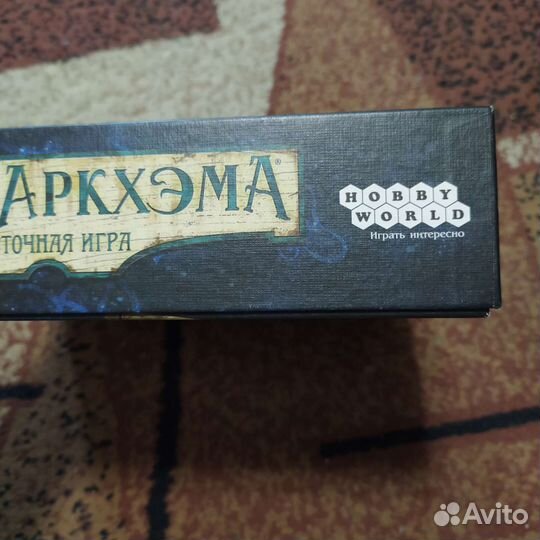 АРКХЭМА®
ТОЧНАЯ ИГРА
HOBBY
WORLD
Играть интересно
Avito